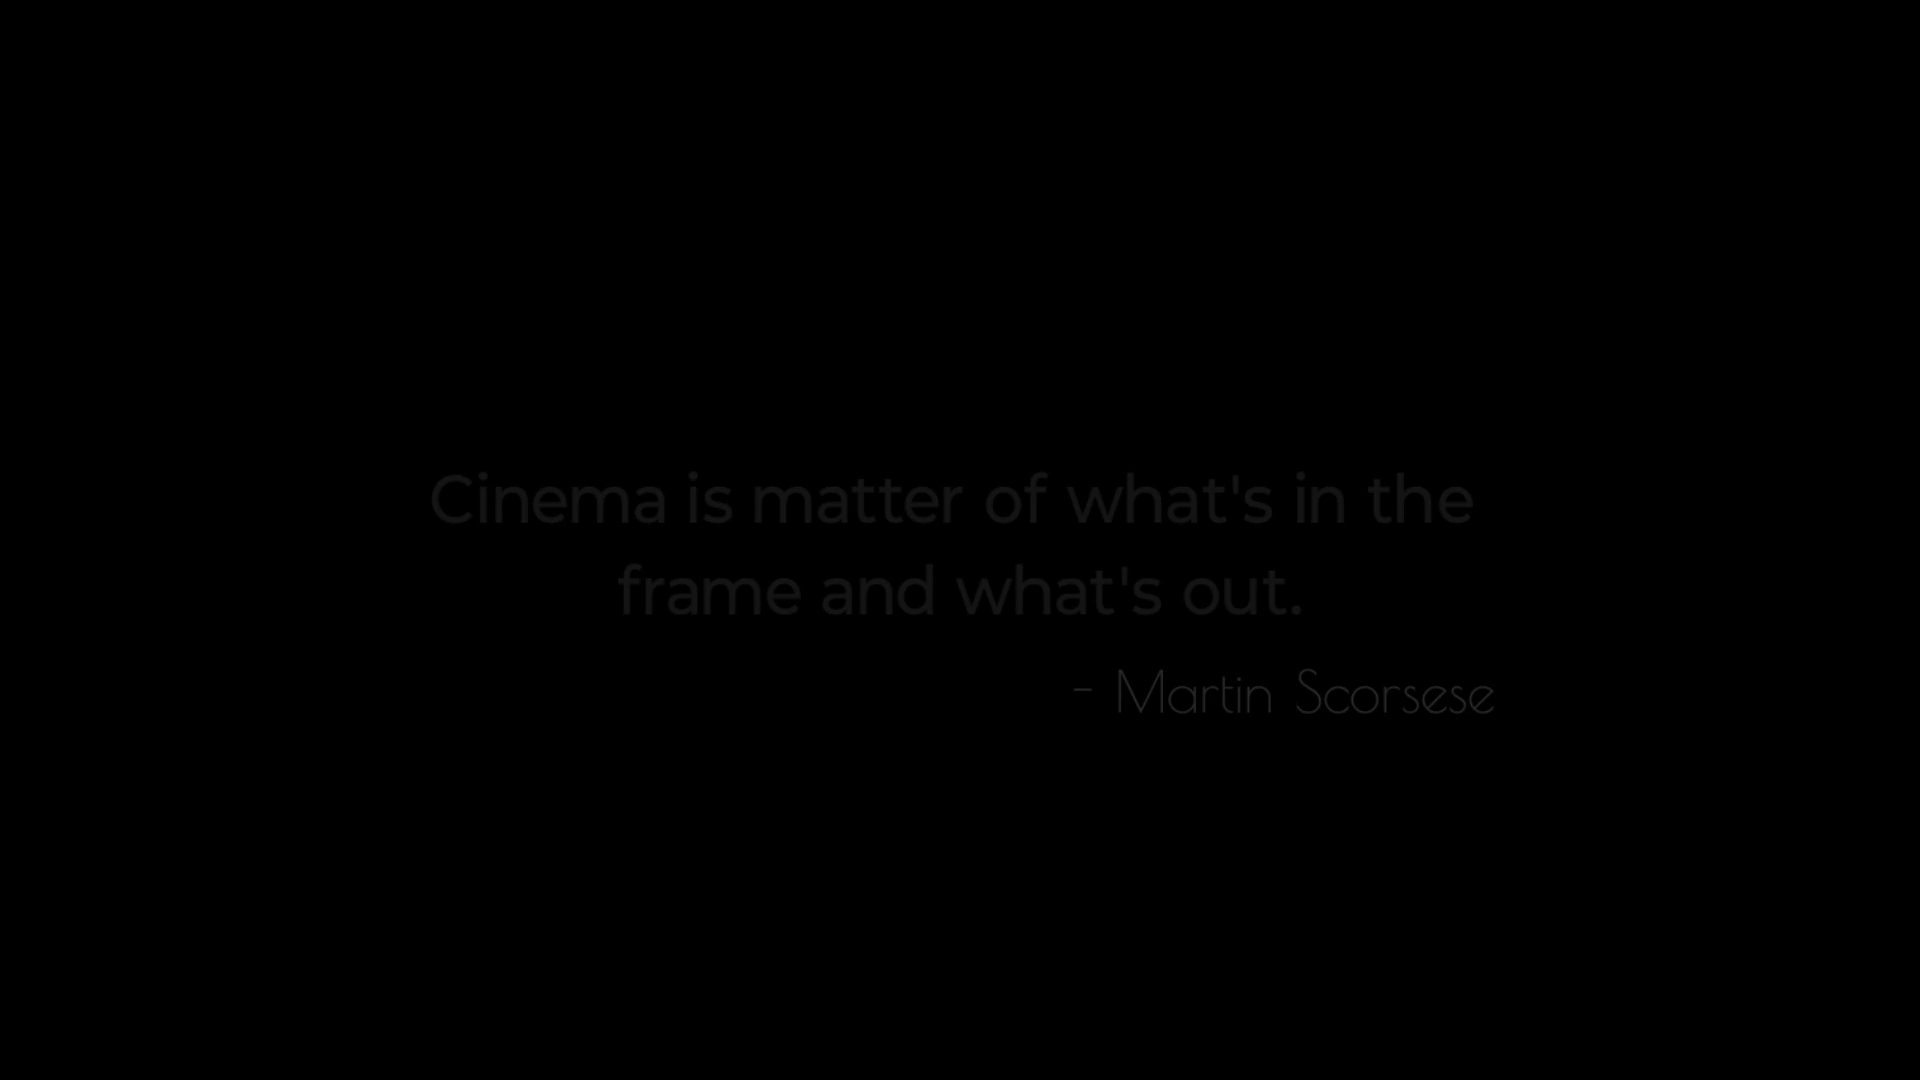 Cinema is matter of what's in the
frame and what's out.
- Martin Scorsese